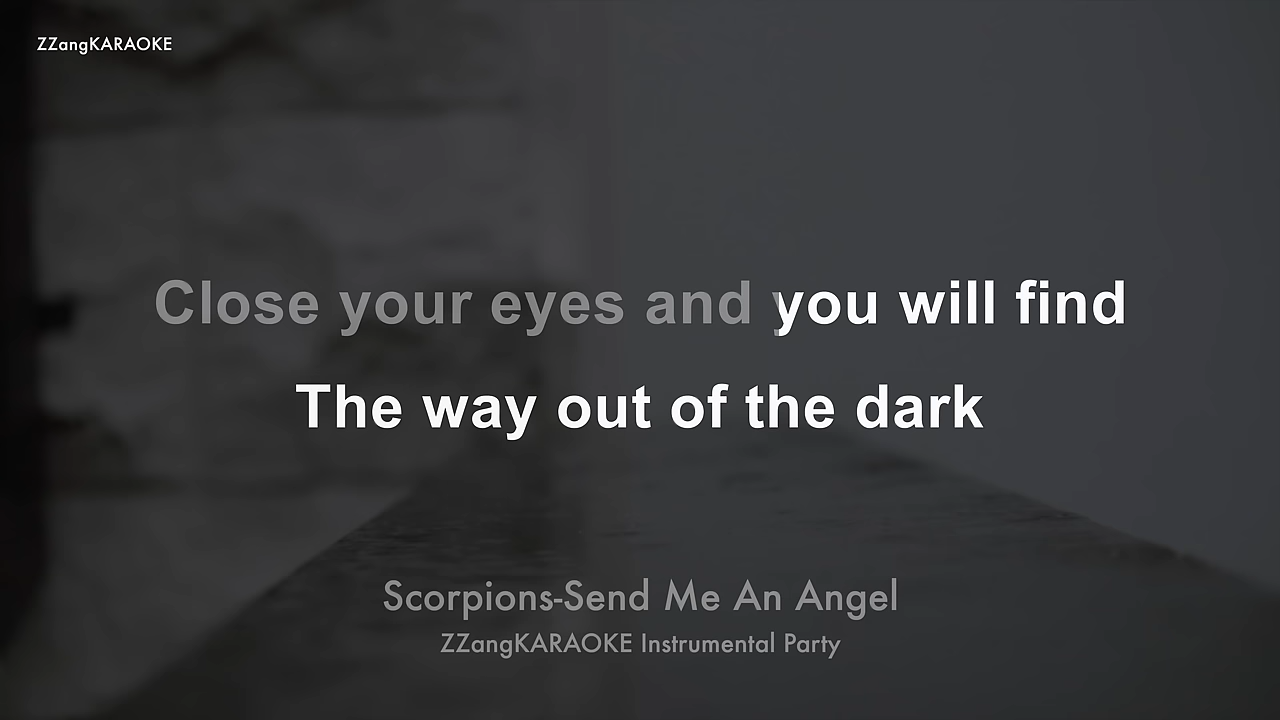 ZZangKARAOKE
Close your eyes and you will find
The way out of the dark
Scorpions-Send Me An Angel
ZZangKARAOKE Instrumental Party